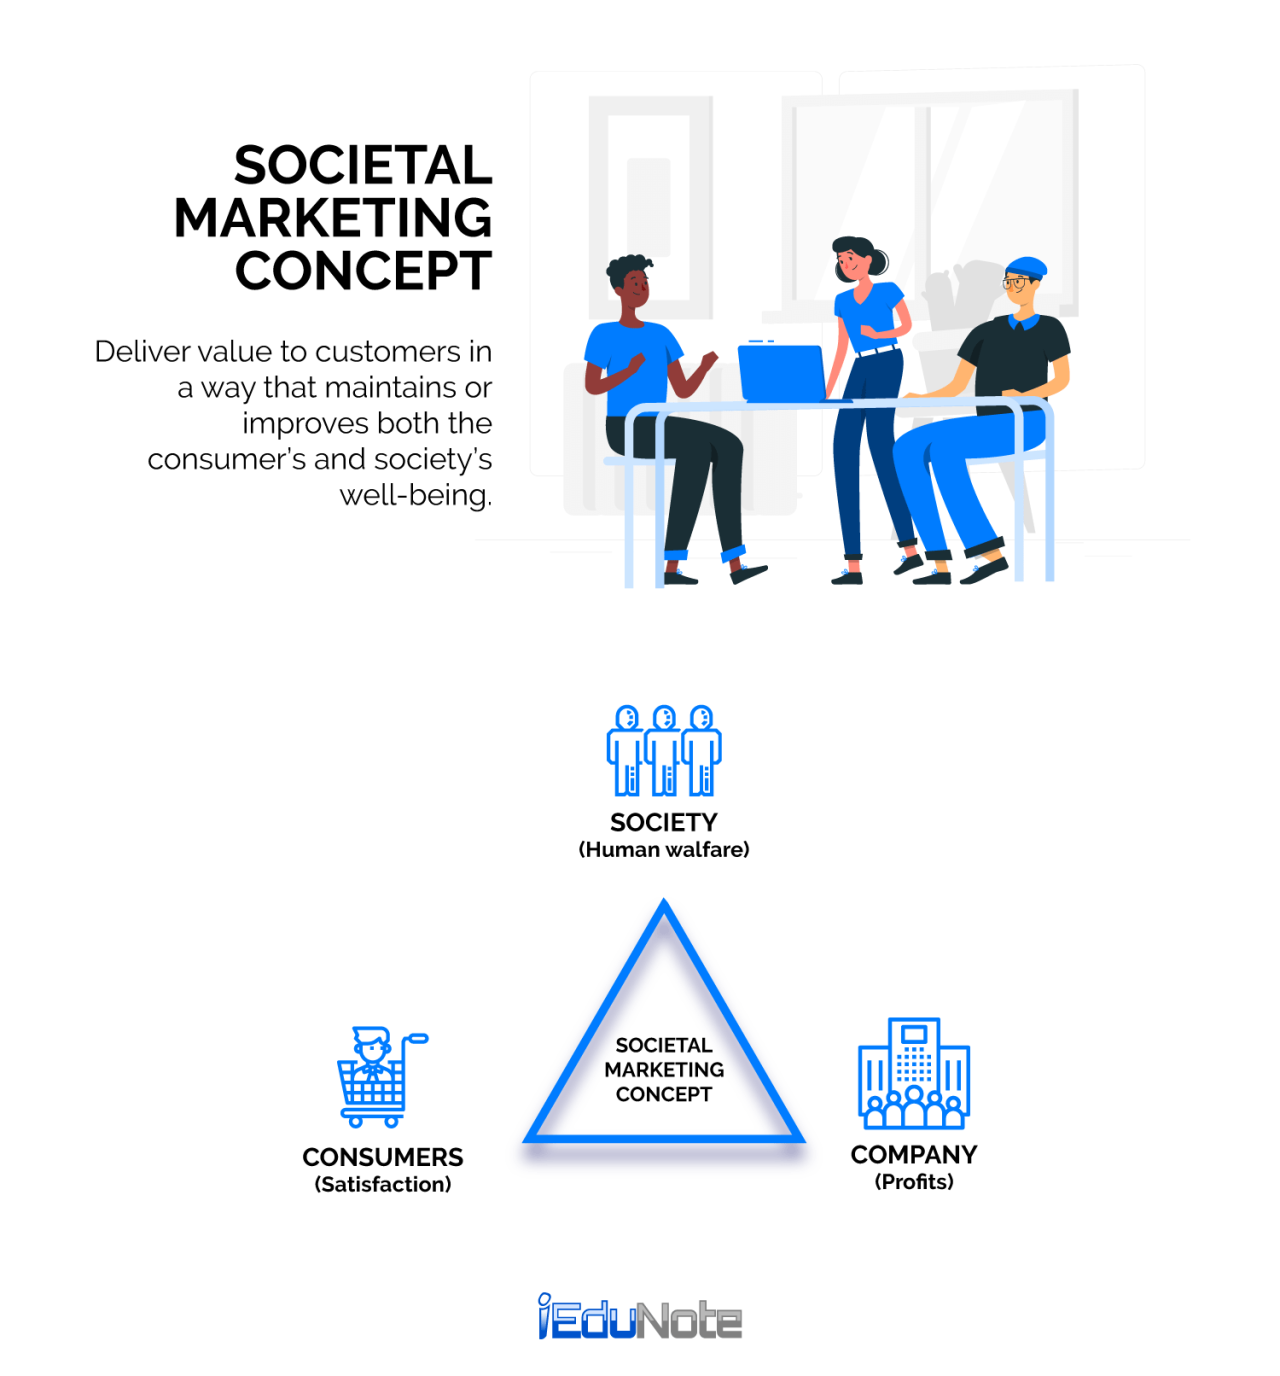 SOCIETAL
MARKETING
CONCEPT
Deliver value to customers in
a way that maintains or
improves both the
consumer’s and society’s
well-being.
SOCIETY
(Human walfare)
SOCIETAL
MARKETING
CONCEPT
CONSUMERS
(Satisfaction)
COMPANY
(Profits)
iEduNote